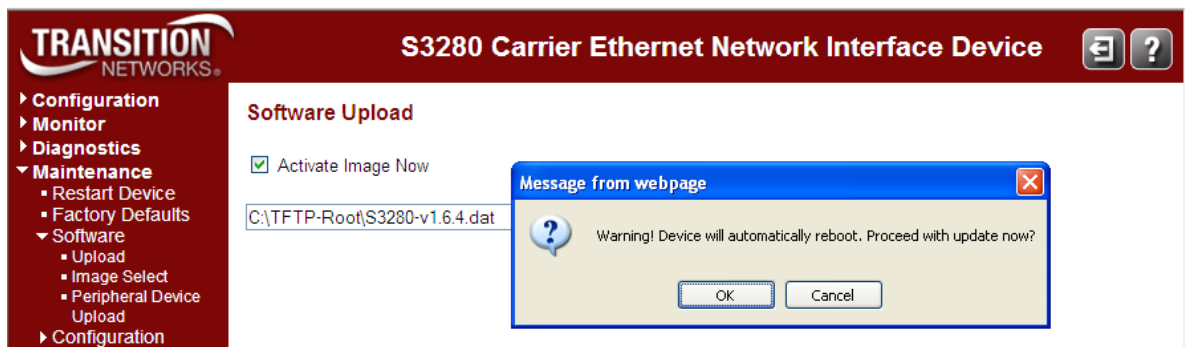 TRANSITION
NETWORKS®
S3280 Carrier Ethernet Network Interface Device
?
Configuration
Monitor
Diagnostics
Maintenance
Restart Device
Factory Defaults
Software
Upload
Image Select
Peripheral Device
Upload
Configuration
Software Upload
Activate Image Now
C:\TFTP-Root\S3280-v1.6.4.dat
Message from webpage
Warning! Device will automatically reboot. Proceed with update now?
OK
Cancel